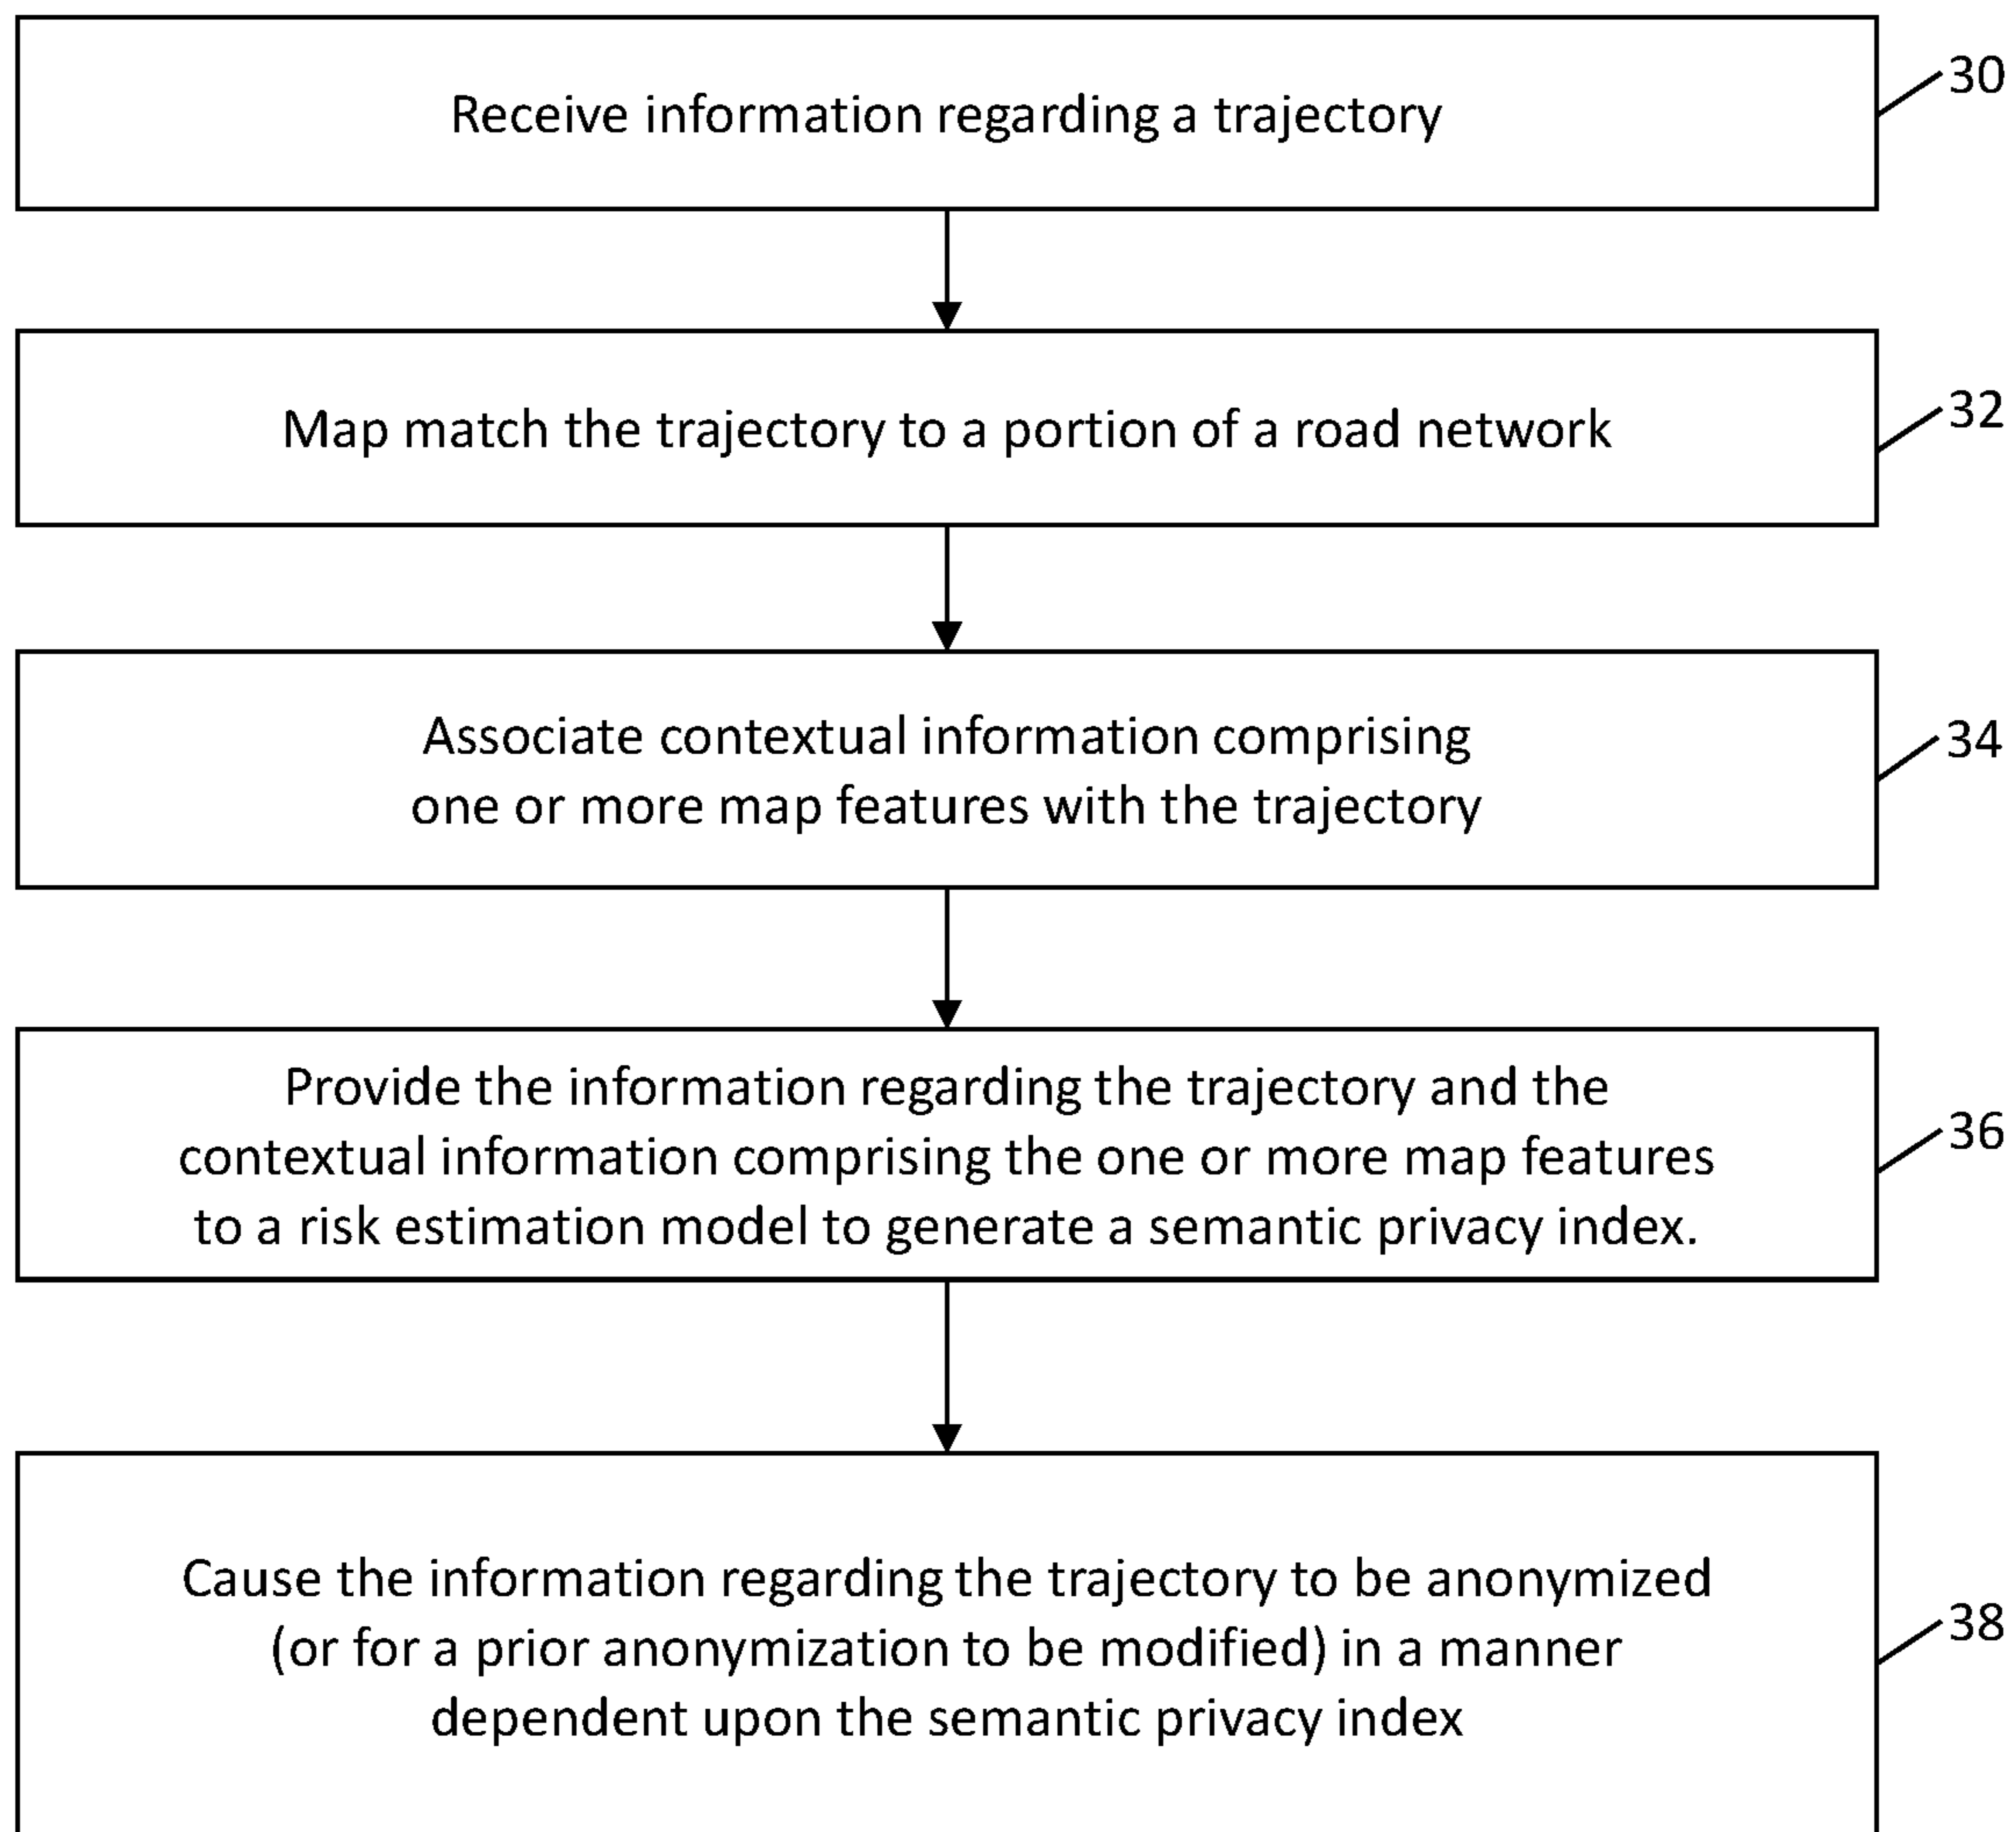 Receive information regarding a trajectory
30
Map match the trajectory to a portion of a road network
32
Associate contextual information comprising
one or more map features with the trajectory
34
Provide the information regarding the trajectory and the
contextual information comprising the one or more map features
to a risk estimation model to generate a semantic privacy index.
36
Cause the information regarding the trajectory to be anonymized
(or for a prior anonymization to be modified) in a manner
dependent upon the semantic privacy index
38